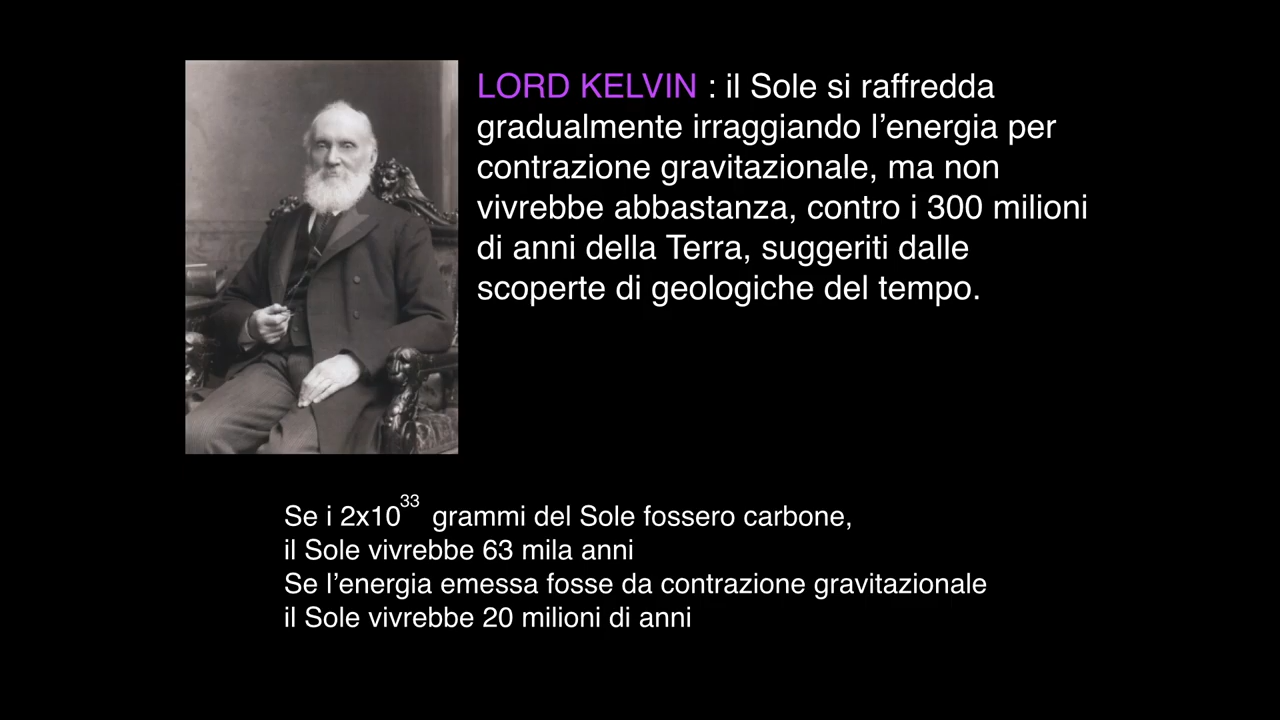 LORD KELVIN : il Sole si raffredda
gradualmente irraggiando l’energia per
contrazione gravitazionale, ma non
vivrebbe abbastanza, contro i 300 milioni
di anni della Terra, suggeriti dalle
scoperte di geologiche del tempo.
Se i 2x10³³ grammi del Sole fossero carbone,
il Sole vivrebbe 63 mila anni
Se l’energia emessa fosse da contrazione gravitazionale
il Sole vivrebbe 20 milioni di anni